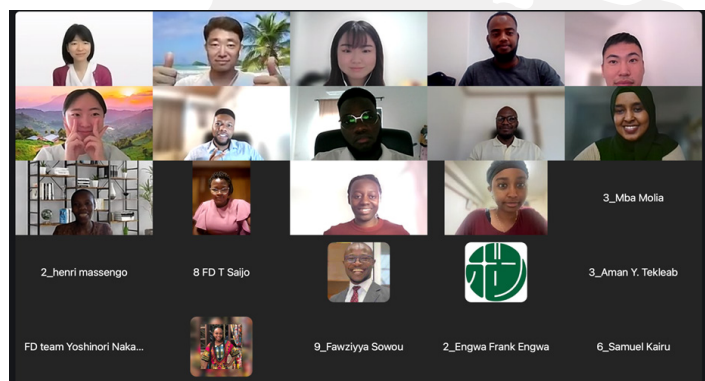 3_Mba Molia
2_henri massengo
8 FD T Saijo
3_Aman Y. Tekleab
FD team Yoshinori Naka...
9_Fawziyya Sowou
2_Engwa Frank Engwa
6_Samuel Kairu